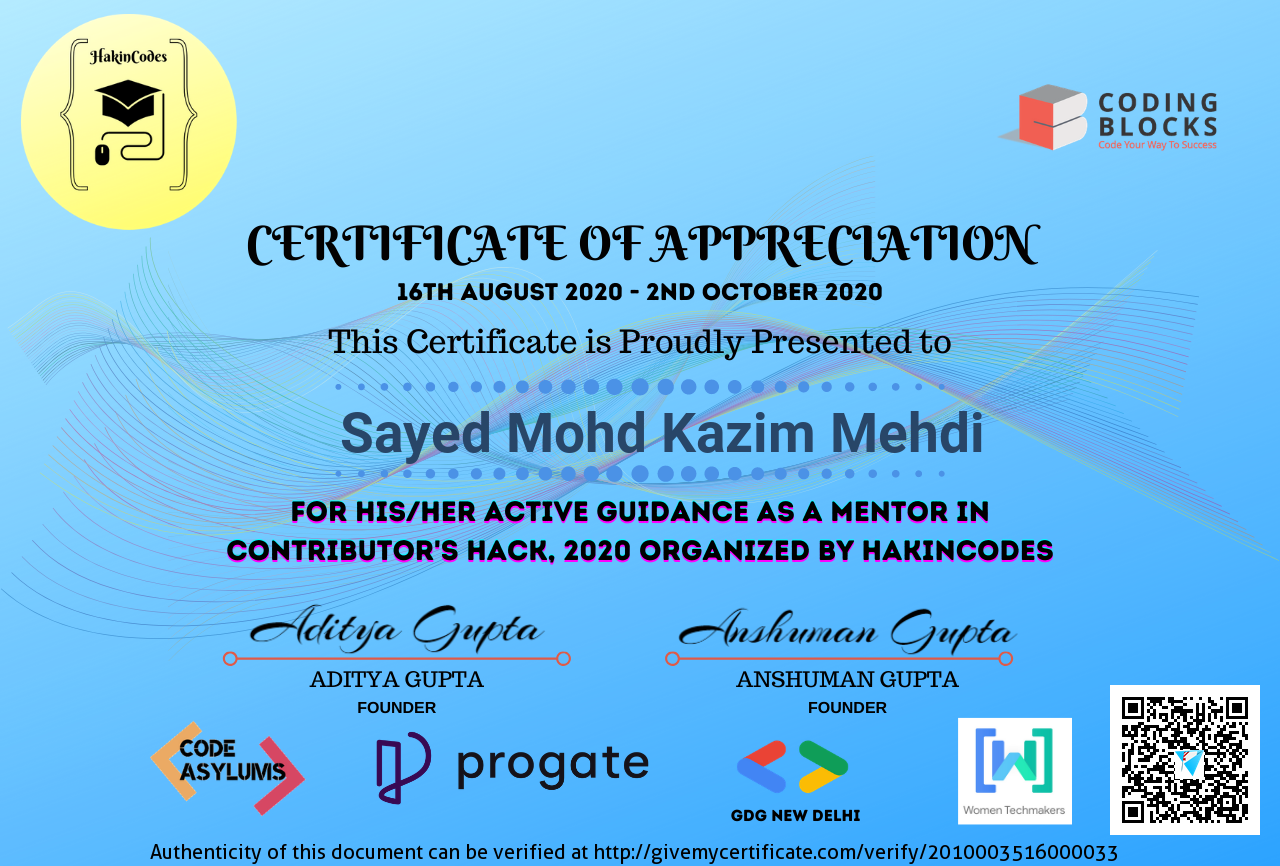 HakinCodes
CODING
BLOCKS
Code Your Way To Success
CERTIFICATE OF APPRECIATION
16TH AUGUST 2020 - 2ND OCTOBER 2020
This Certificate is Proudly Presented to
Sayed Mohd Kazim Mehdi
FOR HIS/HER ACTIVE GUIDANCE AS A MENTOR IN
CONTRIBUTOR'S HACK, 2020 ORGANIZED BY HAKINCODES
Aditya Gupta
Anshuman Gupta
ADITYA GUPTA
ANSHUMAN GUPTA
FOUNDER
FOUNDER
CODE
ASYLUMS
progate
GDG NEW DELHI
W
Women Techmakers
Authenticity of this document can be verified at http://givemycertificate.com/verify/2010003516000033